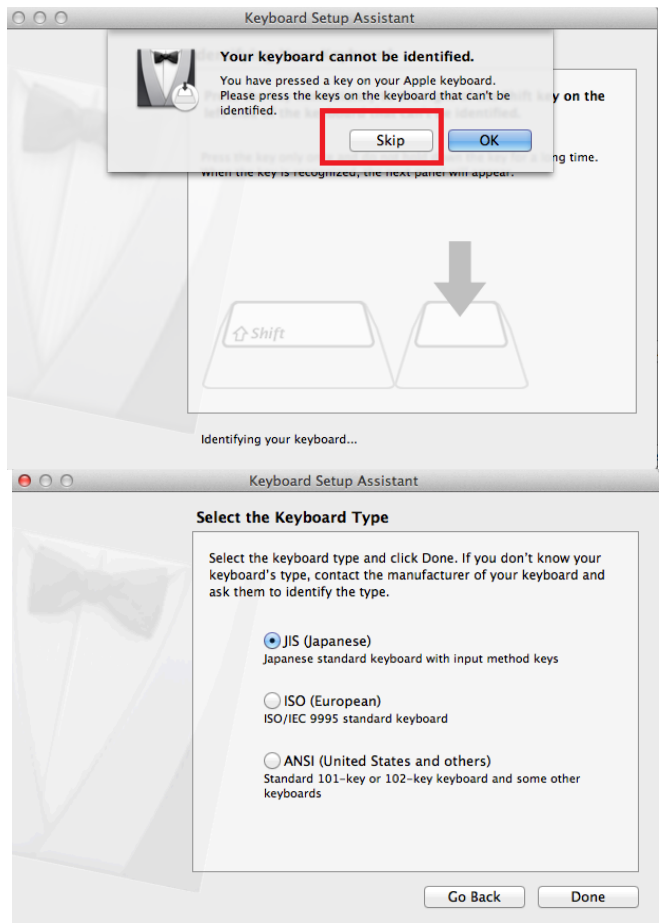 Keyboard Setup Assistant
Your keyboard cannot be identified.
You have pressed a key on your Apple keyboard.
Please press the keys on the keyboard that can't be
identified.
y on the
Skip
OK
ng time.
When the key is recognized, the next panel will appear.
Shift
Identifying your keyboard...
Keyboard Setup Assistant
Select the Keyboard Type
Select the keyboard type and click Done. If you don't know your
keyboard's type, contact the manufacturer of your keyboard and
ask them to identify the type.
JIS (Japanese)
Japanese standard keyboard with input method keys
ISO (European)
ISO/IEC 9995 standard keyboard
ANSI (United States and others)
Standard 101-key or 102-key keyboard and some other
keyboards
Go Back
Done